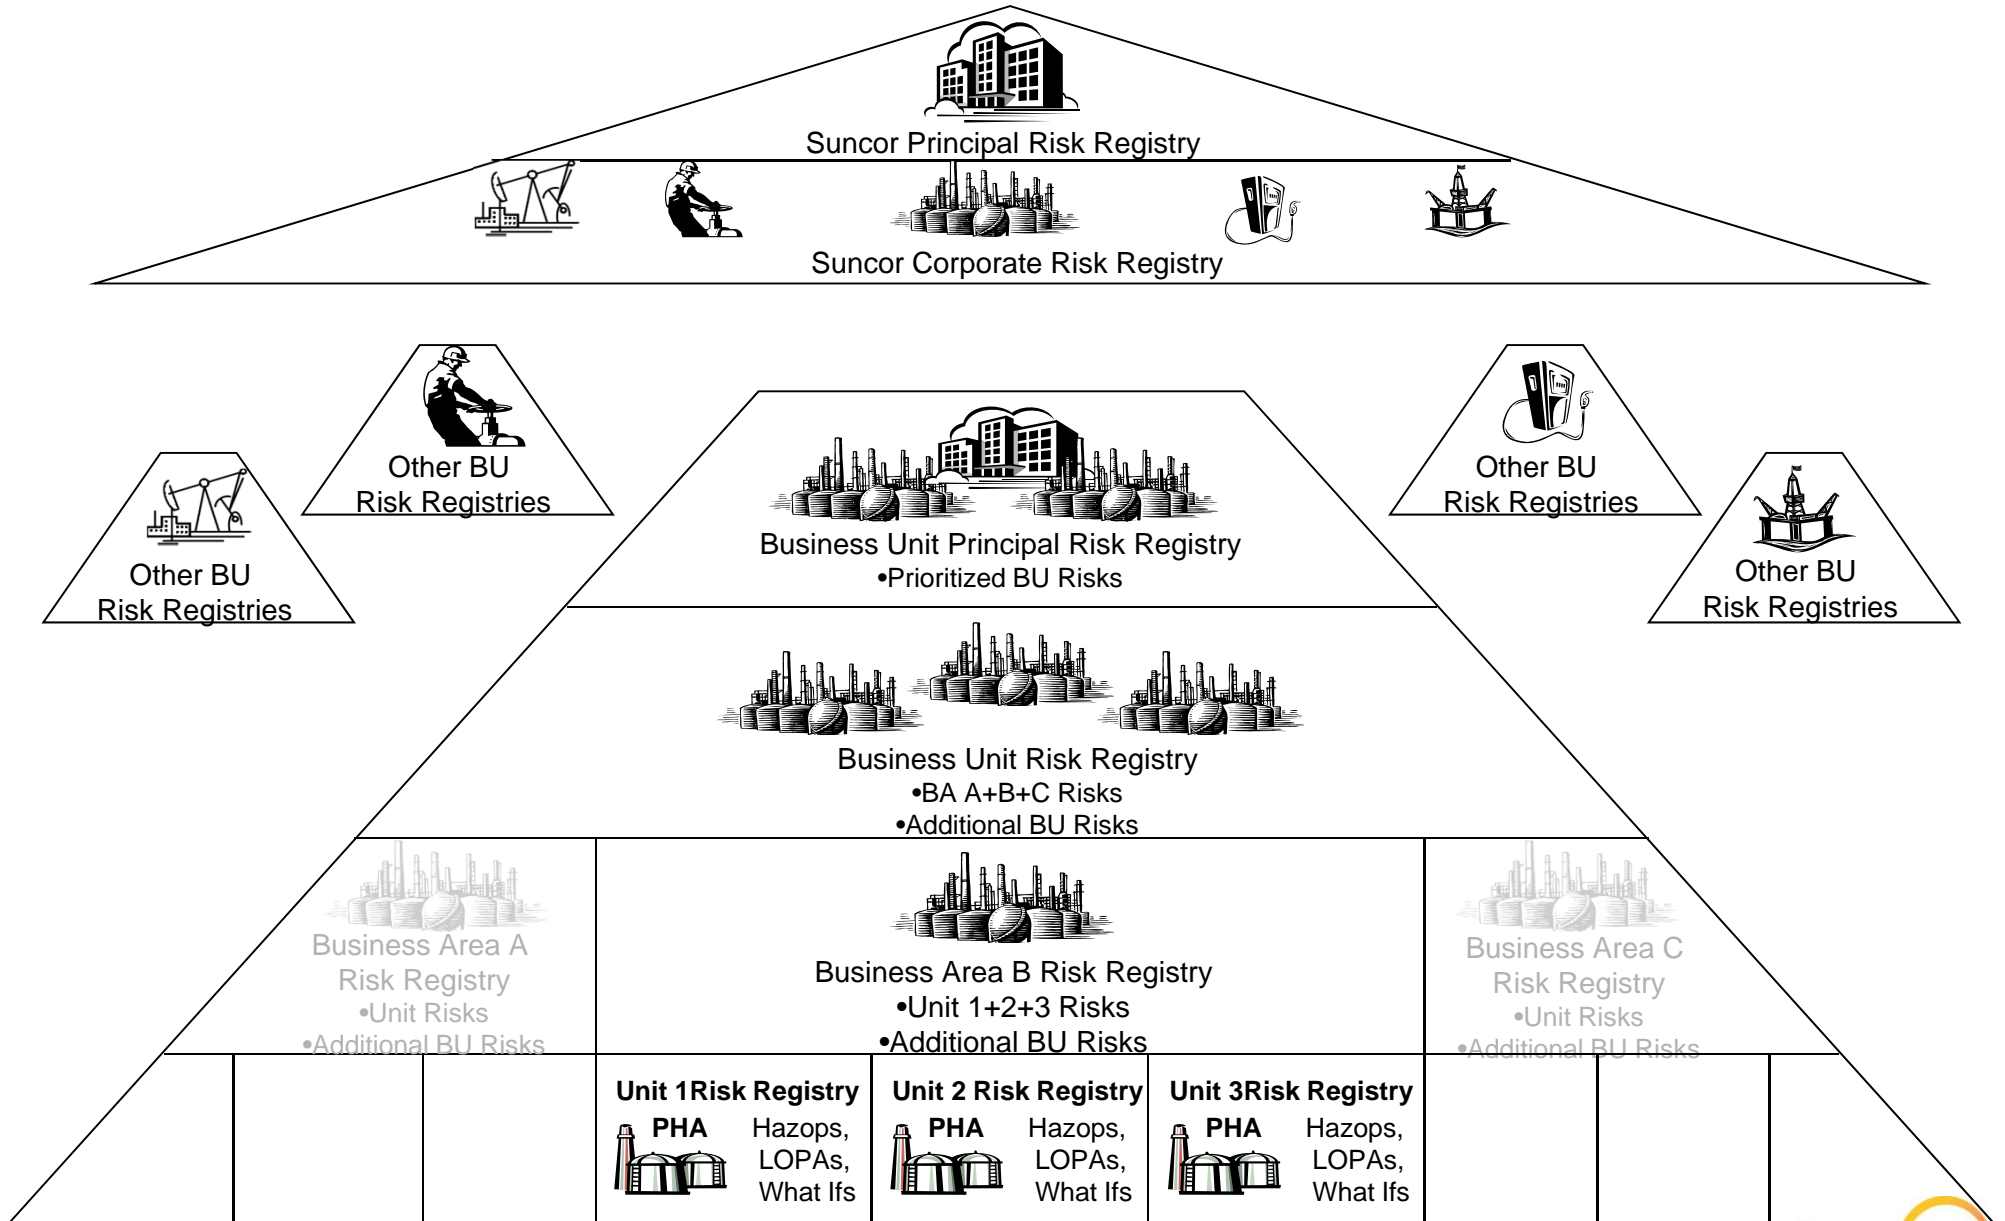 Suncor Principal Risk Registry
Suncor Corporate Risk Registry
Other BU
Risk Registries
Other BU
Risk Registries
Other BU
Risk Registries
Other BU
Risk Registries
Business Unit Principal Risk Registry
•Prioritized BU Risks
Business Unit Risk Registry
•BA A+B+C Risks
•Additional BU Risks
Business Area A
Risk Registry
•Unit Risks
•Additional BU Risks
Business Area B Risk Registry
•Unit 1+2+3 Risks
•Additional BU Risks
Business Area C
Risk Registry
•Unit Risks
•Additional BU Risks
Unit 1Risk Registry
PHA
Hazops,
LOPAs,
What Ifs
Unit 2 Risk Registry
PHA
Hazops,
LOPAs,
What Ifs
Unit 3Risk Registry
PHA
Hazops,
LOPAs,
What Ifs